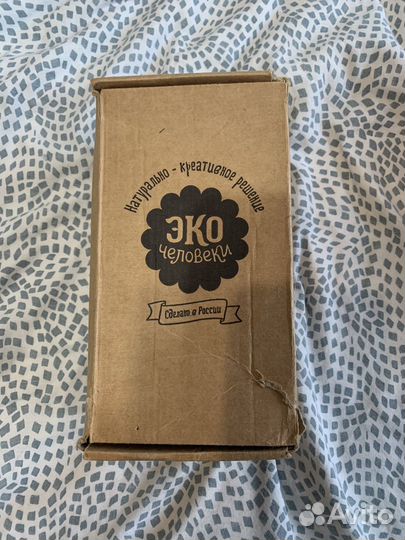 Натурально - креативное решение
ЭКО
человеки
Сделано в России
Avito